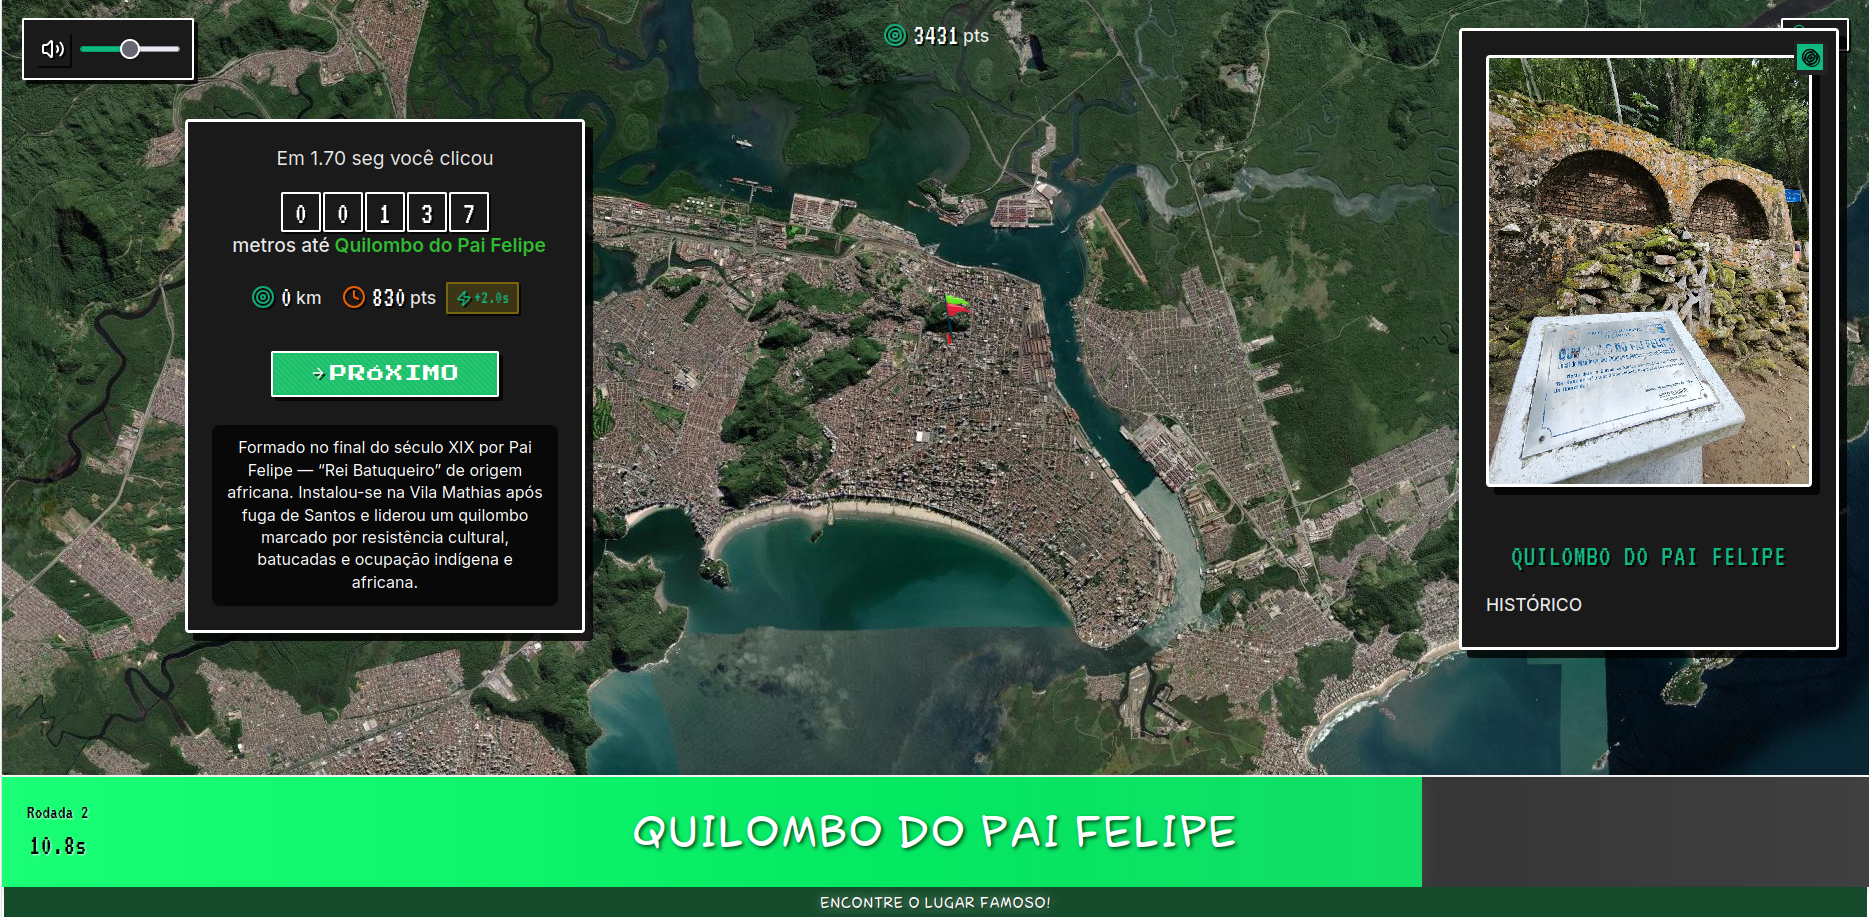 3431 pts
Em 1.70 seg você clicou
0 0 1 3 7
metros até Quilombo do Pai Felipe
0 km 830 pts +2.0s
→PRÓXIMO
Formado no final do século XIX por Pai
Felipe — “Rei Batuqueiro” de origem
africana. Instalou-se na Vila Mathias após
fuga de Santos e liderou um quilombo
marcado por resistência cultural,
batucadas e ocupação indígena e
africana.
QUILOMBO DO PAI FELIPE
QUILOMBO DO PAI FELIPE
HISTÓRICO
Rodada 2
10.8s
QUILOMBO DO PAI FELIPE
ENCONTRE O LUGAR FAMOSO!